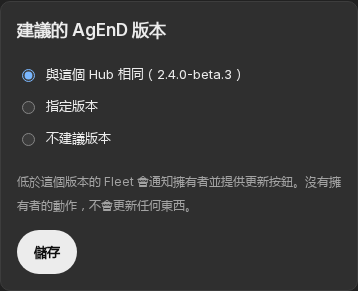 建議的 AgEnD 版本
與這個 Hub 相同（2.4.0-beta.3）
指定版本
不建議版本
低於這個版本的 Fleet 會通知擁有者並提供更新按鈕。沒有擁
有者的動作，不會更新任何東西。
儲存